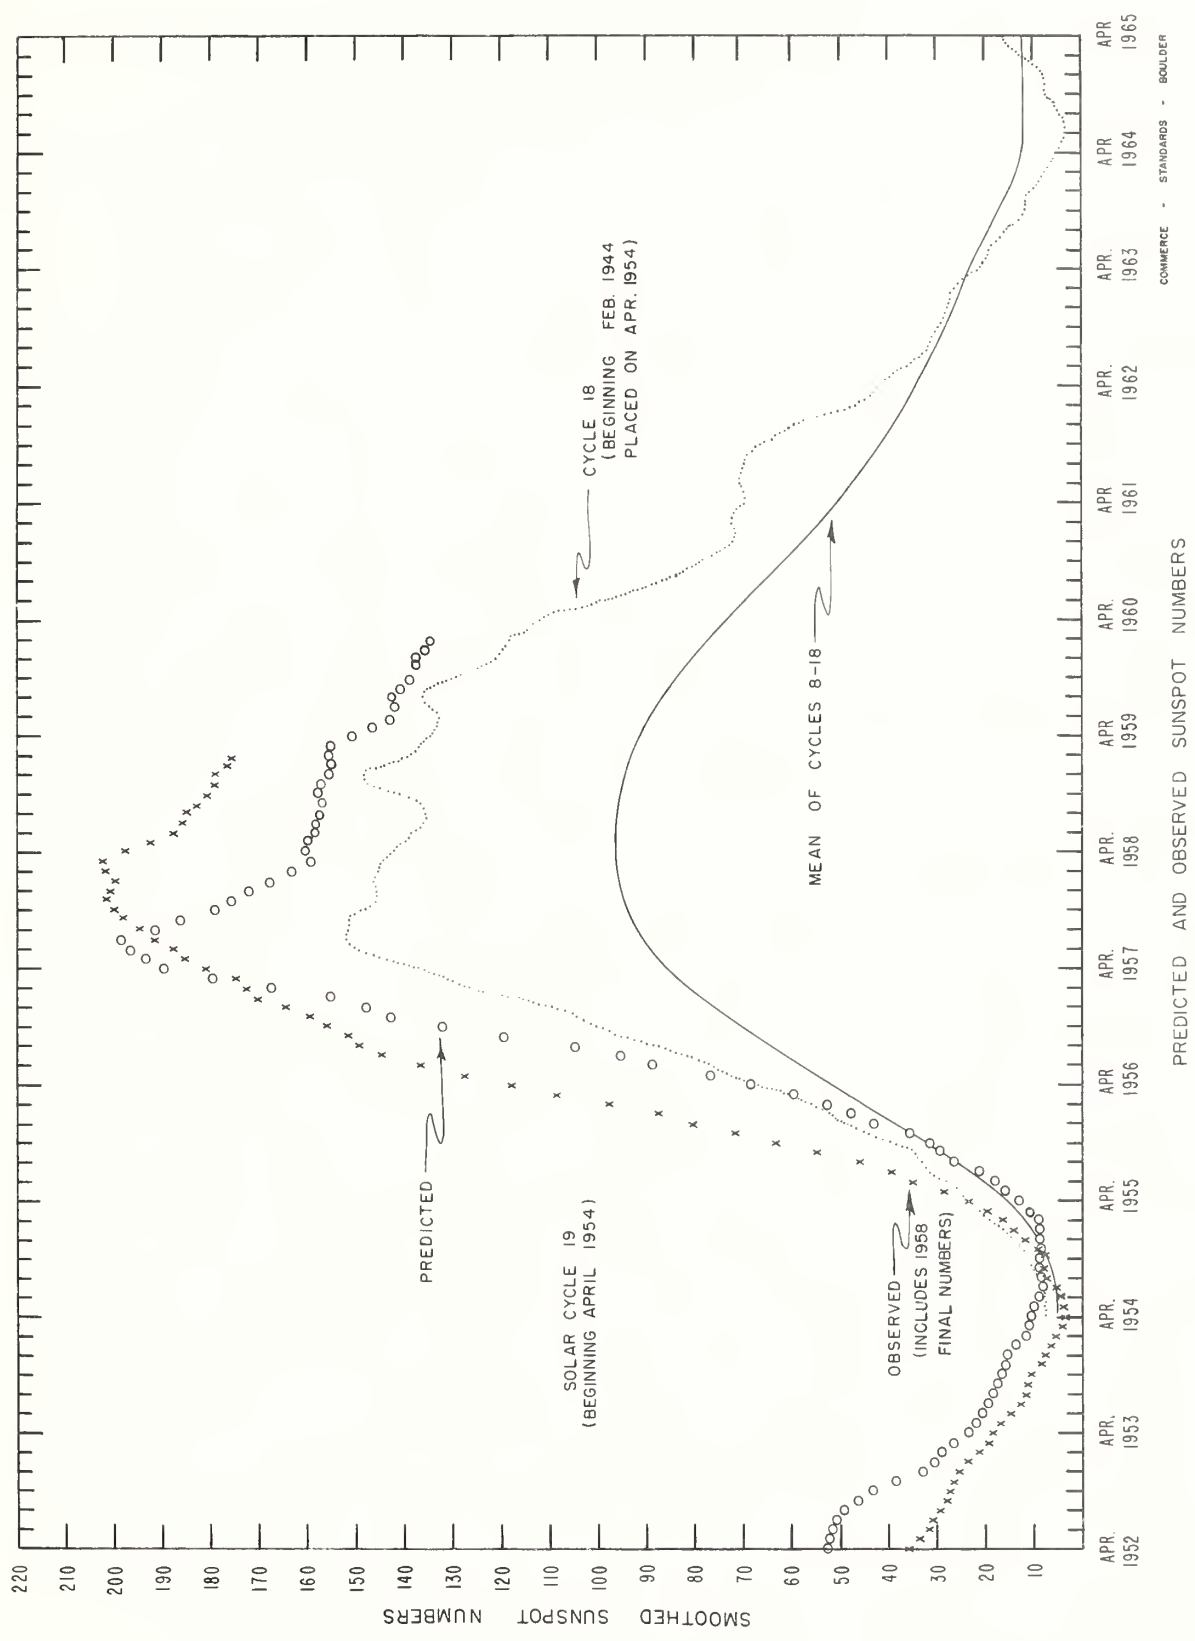 220
210
200
190
180
170
160
150
140
130
120
110
100
90
80
70
60
50
40
30
20
10
SMOOTHED SUNSPOT NUMBERS
PREDICTED
SOLAR CYCLE 19
(BEGINNING APRIL 1954)
OBSERVED
(INCLUDES 1958
FINAL NUMBERS)
CYCLE 18
(BEGINNING FEB. 1944
PLACED ON APR. 1954)
MEAN OF CYCLES 8-18
APR. 1952
APR. 1953
APR. 1954
APR. 1955
APR 1956
APR. 1957
APR. 1958
APR. 1959
APR. 1960
APR 1961
APR. 1962
APR. 1963
APR 1964
APR 1965
PREDICTED AND OBSERVED SUNSPOT NUMBERS
COMMERCE - STANDARDS - BOULDER